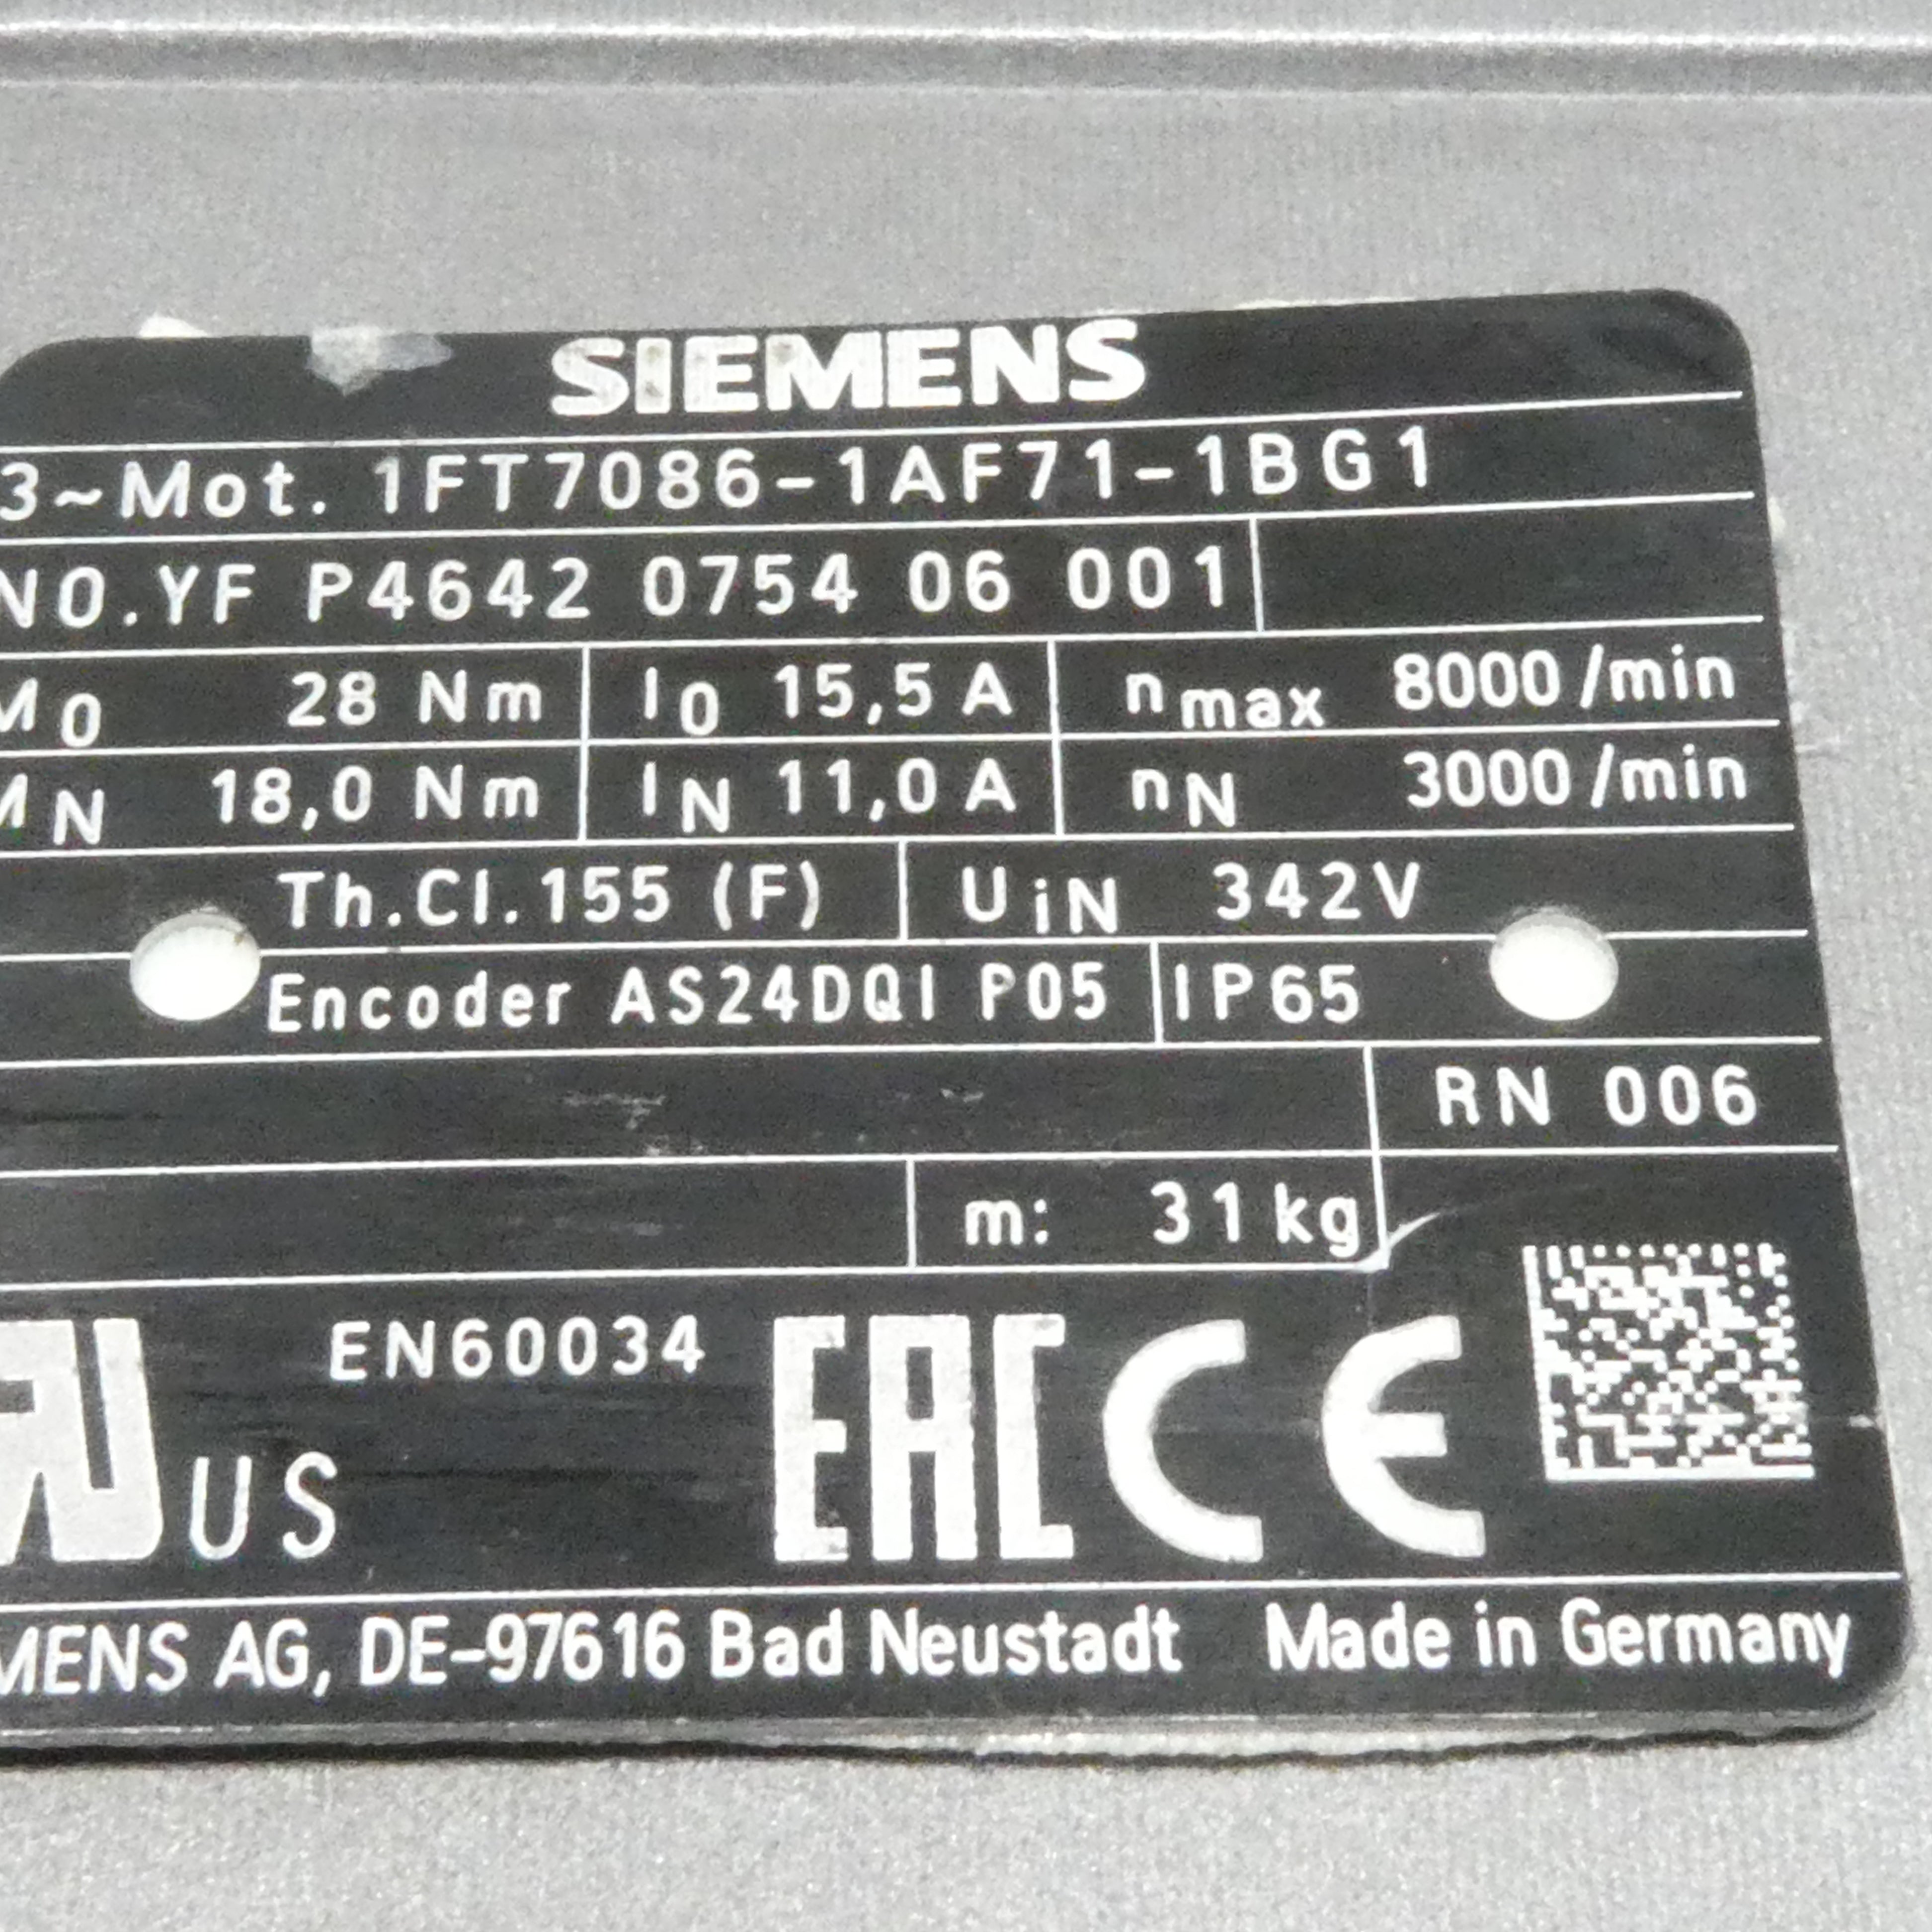 SIEMENS
3~Mot. 1FT7086-1AF71-1BG1
NO.YF P4642 0754 06 001
M0 28 Nm I0 15,5 A nmax 8000 /min
MN 18,0 Nm IN 11,0 A nN 3000 /min
Th.Cl.155 (F) UiN 342V
Encoder AS24DQI P05 IP65
RN 006
m: 31 kg
EN60034 EAC CE
US
MENS AG, DE-97616 Bad Neustadt Made in Germany